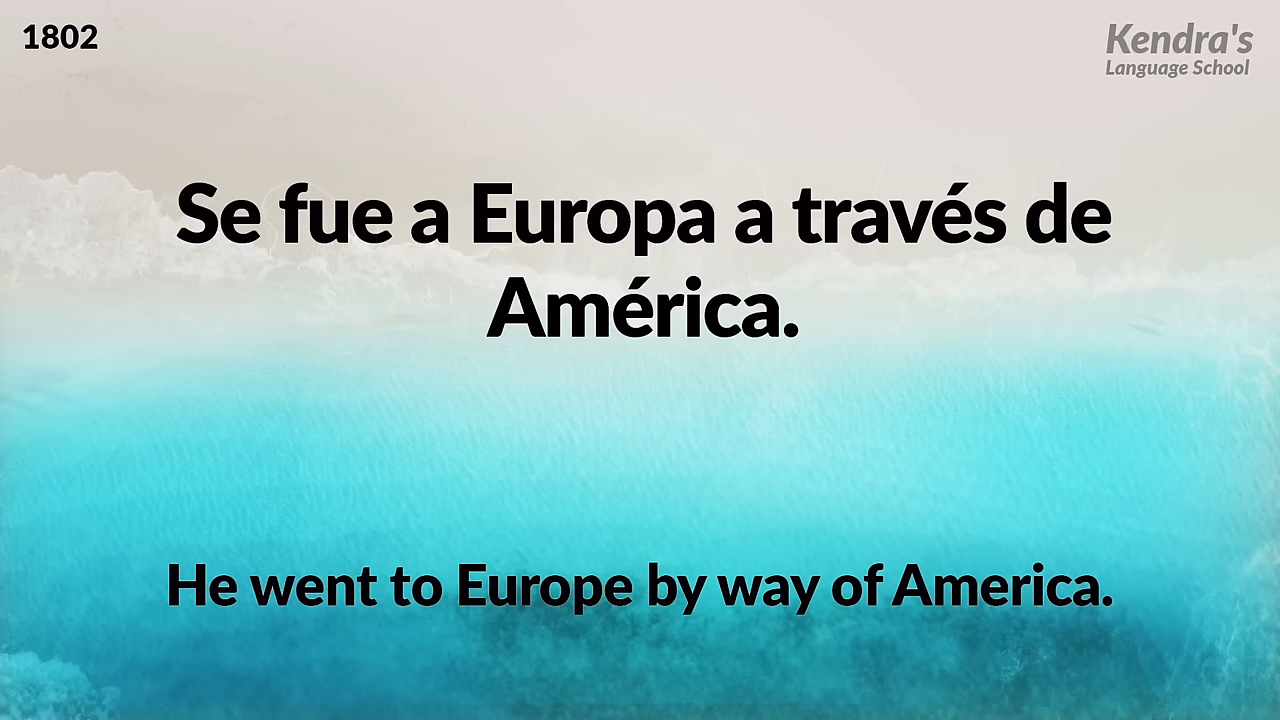 1802
Kendra's
Language School
Se fue a Europa a través de
América.
He went to Europe by way of America.